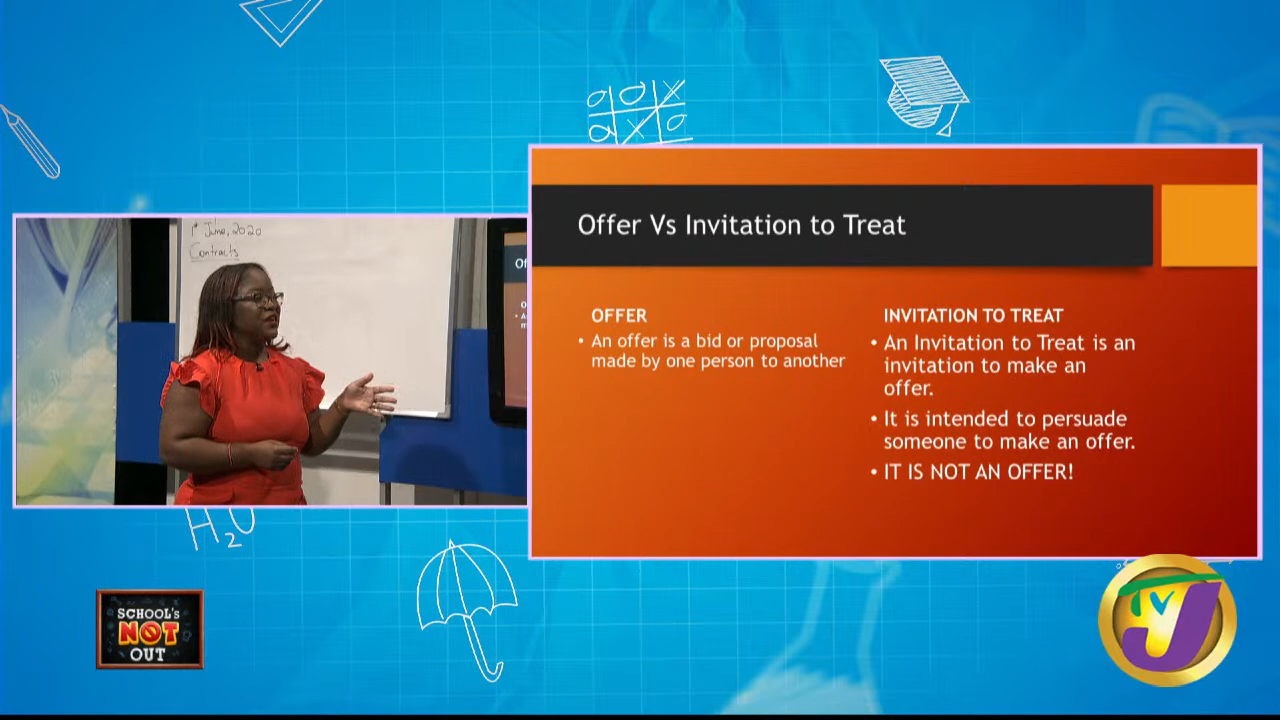 1st June, 2020
Contracts
Offer Vs Invitation to Treat
OFFER
• An offer is a bid or proposal
made by one person to another
INVITATION TO TREAT
• An Invitation to Treat is an
invitation to make an
offer.
• It is intended to persuade
someone to make an offer.
• IT IS NOT AN OFFER!
H2O
SCHOOL'S
NOT
OUT
TVJ